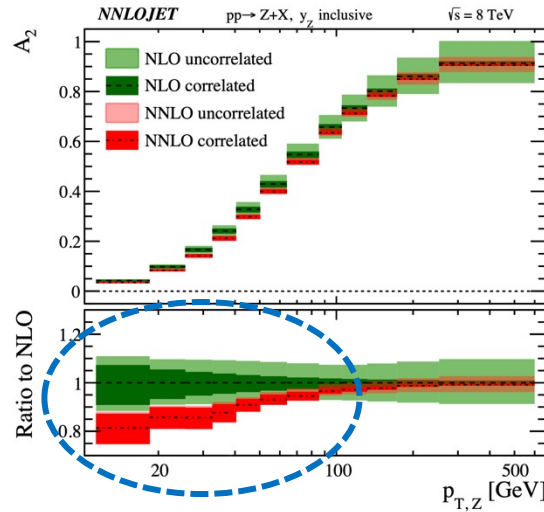 NNLOJET pp→ Z+X, y_Z inclusive √s = 8 TeV
A₂
1
0.8
0.6
0.4
0.2
0
NLO uncorrelated
NLO correlated
NNLO uncorrelated
NNLO correlated
Ratio to NLO
1.2
1
0.8
20 100 500
p_T,Z [GeV]